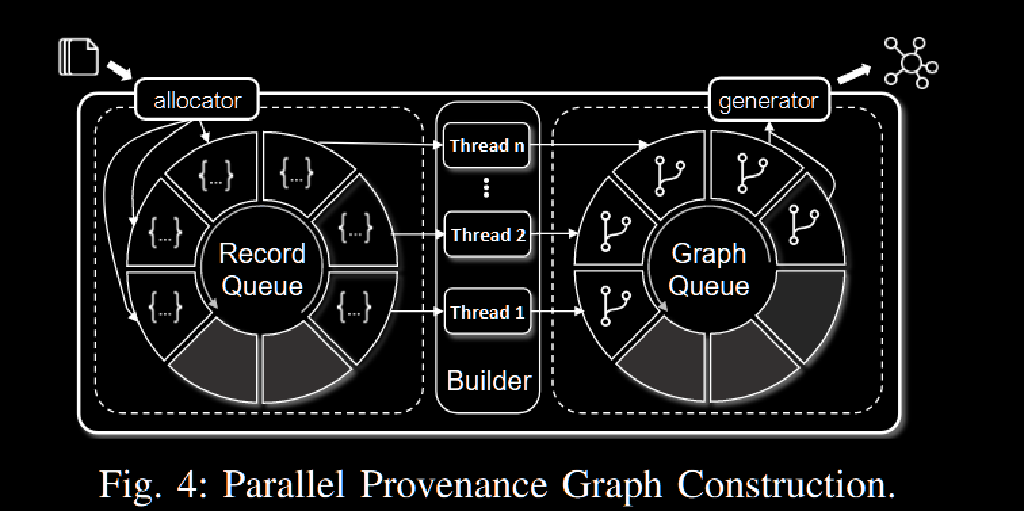 allocator
generator
{...}
{...}
{...}
{...}
{...}
{...}
Record
Queue
Thread n
Thread 2
Thread 1
Builder
Graph
Queue
Fig. 4: Parallel Provenance Graph Construction.